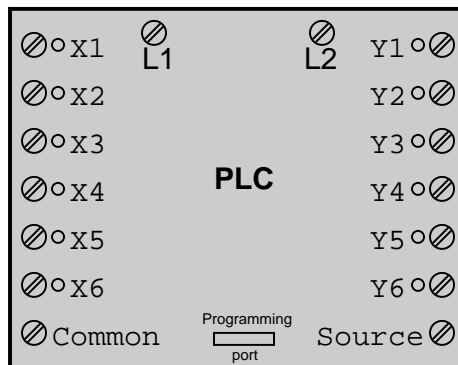 X1 L1 L2 Y1
X2 Y2
X3 Y3
X4 PLC Y4
X5 Y5
X6 Y6
Common Programming port Source